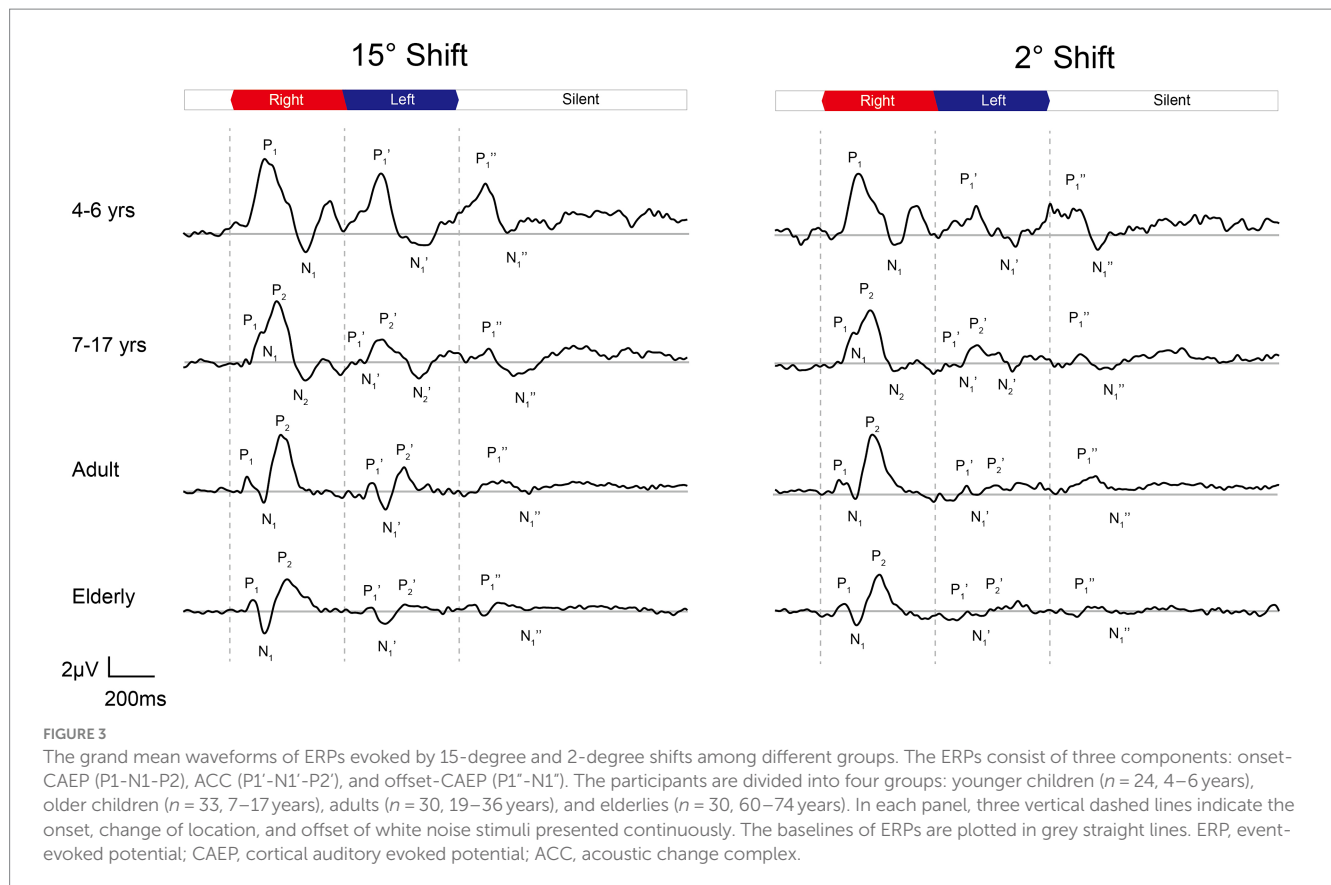 15° Shift
2° Shift
Right Left Silent
Right Left Silent
4-6 yrs
P1 P1' P1''
N1 N1' N1''
P1 P1' P1''
N1 N1' N1''
7-17 yrs
P1 P2 P1' P2' P1''
N1 N2 N1' N2' N1''
P1 P2 P1' P2' P1''
N1 N2 N1' N2' N1''
Adult
P1 P2 P1' P2' P1''
N1 N1' N1''
P1 P2 P1' P2' P1''
N1 N1' N1''
Elderly
P1 P2 P1' P2' P1''
N1 N1' N1''
P1 P2 P1' P2' P1''
N1 N1' N1''
2μV
200ms
FIGURE 3
The grand mean waveforms of ERPs evoked by 15-degree and 2-degree shifts among different groups. The ERPs consist of three components: onset-
CAEP (P1-N1-P2), ACC (P1′-N1′-P2′), and offset-CAEP (P1″-N1″). The participants are divided into four groups: younger children (n = 24, 4–6 years),
older children (n = 33, 7–17 years), adults (n = 30, 19–36 years), and elderlies (n = 30, 60–74 years). In each panel, three vertical dashed lines indicate the
onset, change of location, and offset of white noise stimuli presented continuously. The baselines of ERPs are plotted in grey straight lines. ERP, event-
evoked potential; CAEP, cortical auditory evoked potential; ACC, acoustic change complex.